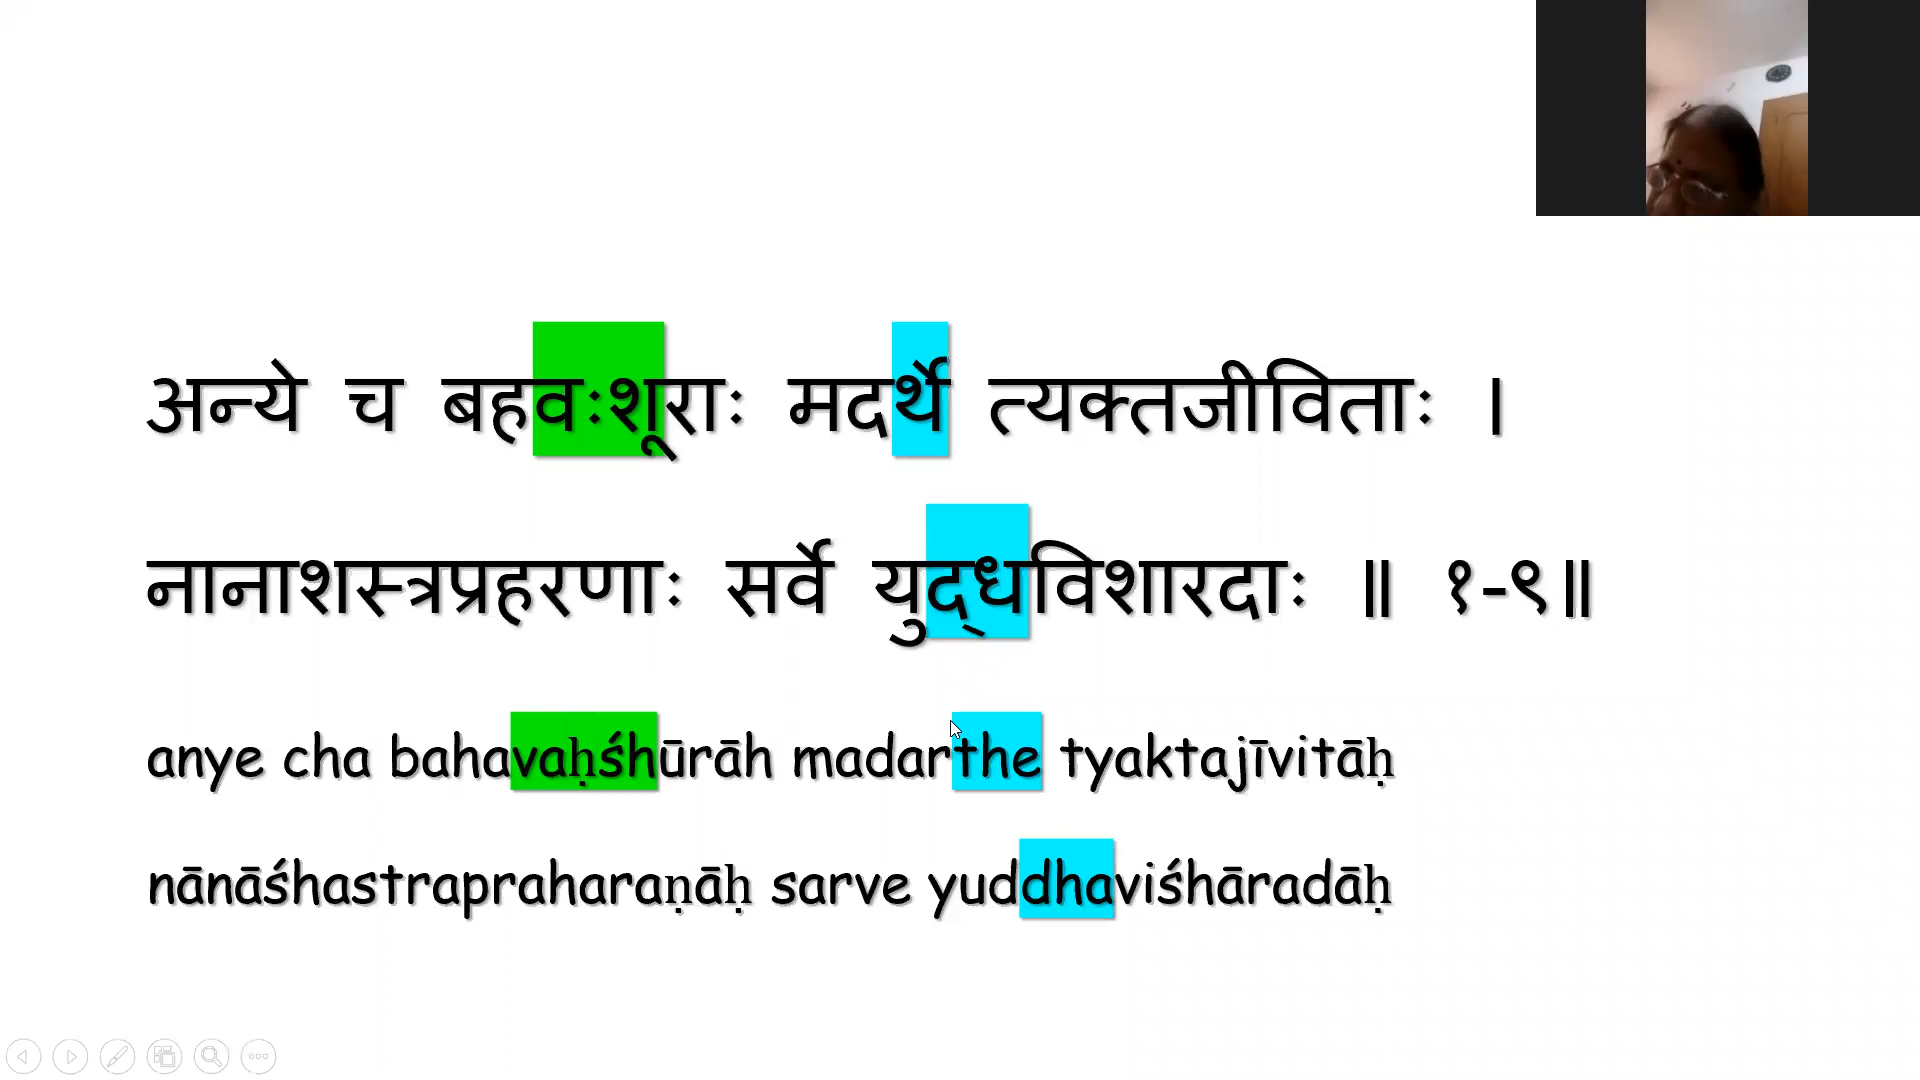 अन्ये च बहवःशूराः मदर्थे त्यक्तजीविताः ।
नानाशस्त्रप्रहरणाः सर्वे युद्‌धविशारदाः ॥ १-९॥
anye cha bahavaḥśhūrāh madarthe tyaktajīvitāḥ
nānāśhastrapraharaṇāḥ sarve yuddhaviśhāradāḥ